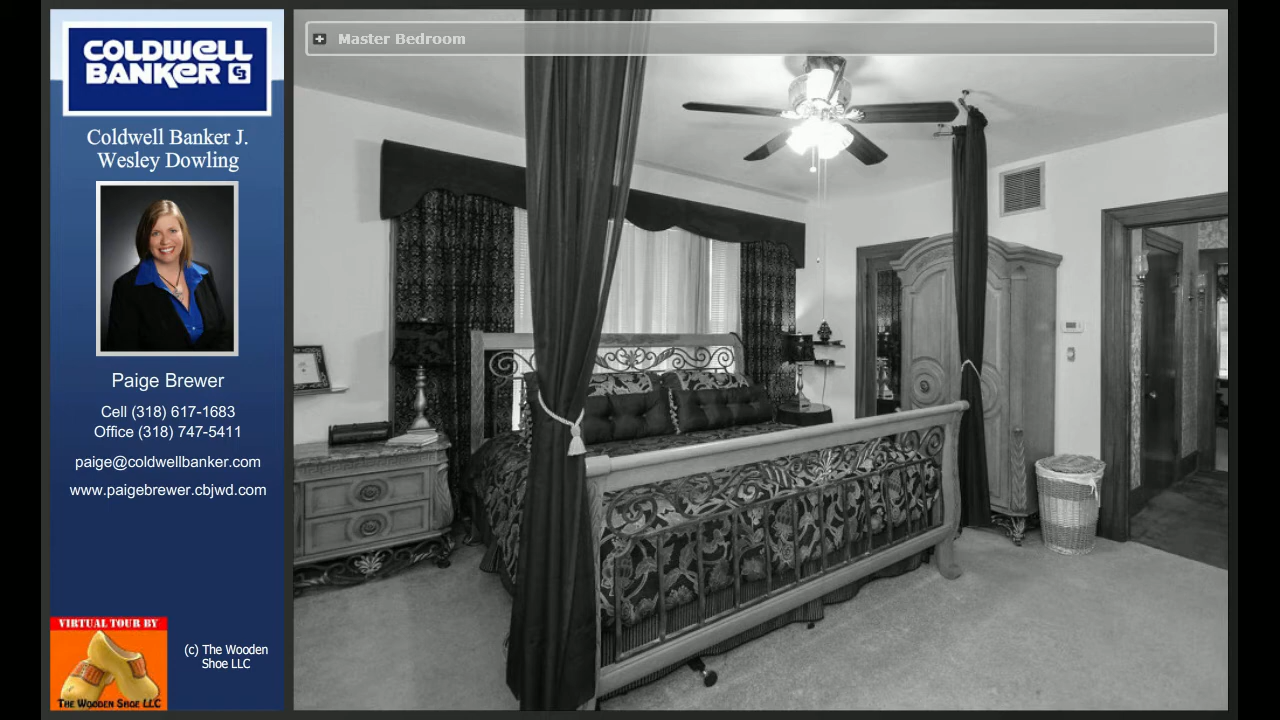 COLDWELL
BANKER
Coldwell Banker J.
Wesley Dowling
Paige Brewer
Cell (318) 617-1683
Office (318) 747-5411
paige@coldwellbanker.com
www.paigebrewer.cbjwd.com
VIRTUAL TOUR BY
THE WOODEN SHOE LLC
(c) The Wooden
Shoe LLC
Master Bedroom